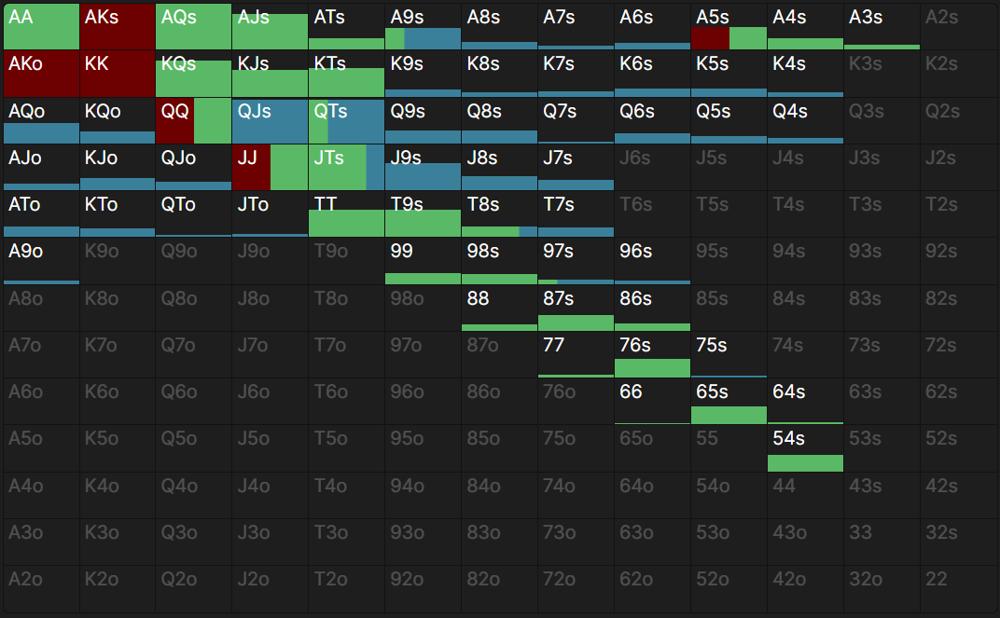 AA AKs AQs AJs ATs A9s A8s A7s A6s A5s A4s A3s A2s
AKo KK KQs KJs KTs K9s K8s K7s K6s K5s K4s K3s K2s
AQo KQo QQ QJs QTs Q9s Q8s Q7s Q6s Q5s Q4s Q3s Q2s
AJo KJo QJo JJ JTs J9s J8s J7s J6s J5s J4s J3s J2s
ATo KTo QTo JTo TT T9s T8s T7s T6s T5s T4s T3s T2s
A9o K9o Q9o J9o T9o 99 98s 97s 96s 95s 94s 93s 92s
A8o K8o Q8o J8o T8o 98o 88 87s 86s 85s 84s 83s 82s
A7o K7o Q7o J7o T7o 97o 87o 77 76s 75s 74s 73s 72s
A6o K6o Q6o J6o T6o 96o 86o 76o 66 65s 64s 63s 62s
A5o K5o Q5o J5o T5o 95o 85o 75o 65o 55 54s 53s 52s
A4o K4o Q4o J4o T4o 94o 84o 74o 64o 54o 44 43s 42s
A3o K3o Q3o J3o T3o 93o 83o 73o 63o 53o 43o 33 32s
A2o K2o Q2o J2o T2o 92o 82o 72o 62o 52o 42o 32o 22